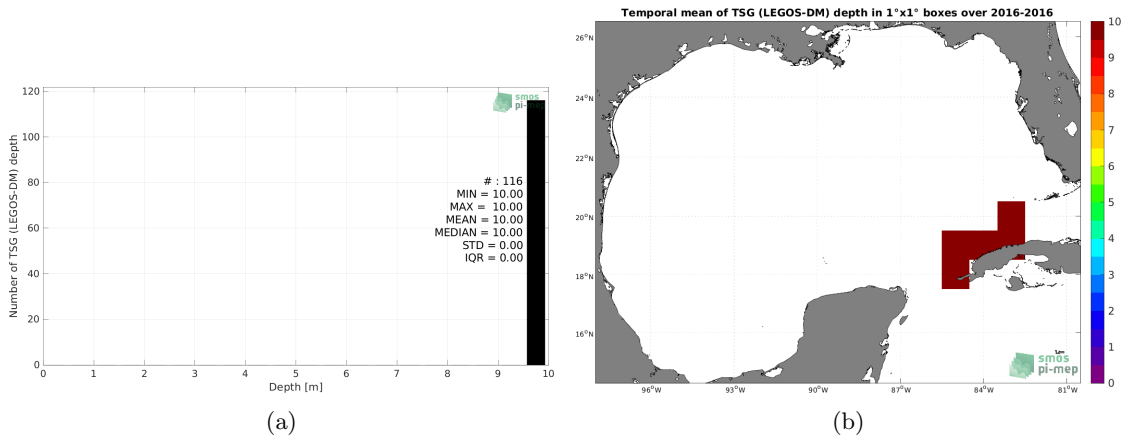 Temporal mean of TSG (LEGOS-DM) depth in 1°x1° boxes over 2016-2016
Number of TSG (LEGOS-DM) depth
120
100
80
60
40
20
0
smos
pi-mep
# : 116
MIN = 10.00
MAX = 10.00
MEAN = 10.00
MEDIAN = 10.00
STD = 0.00
IQR = 0.00
0 1 2 3 4 5 6 7 8 9 10
Depth [m]
(a)
26°N
24°N
22°N
20°N
18°N
16°N
96°W 93°W 90°W 87°W 84°W 81°W
smos
pi-mep
10
9
8
7
6
5
4
3
2
1
0
(b)